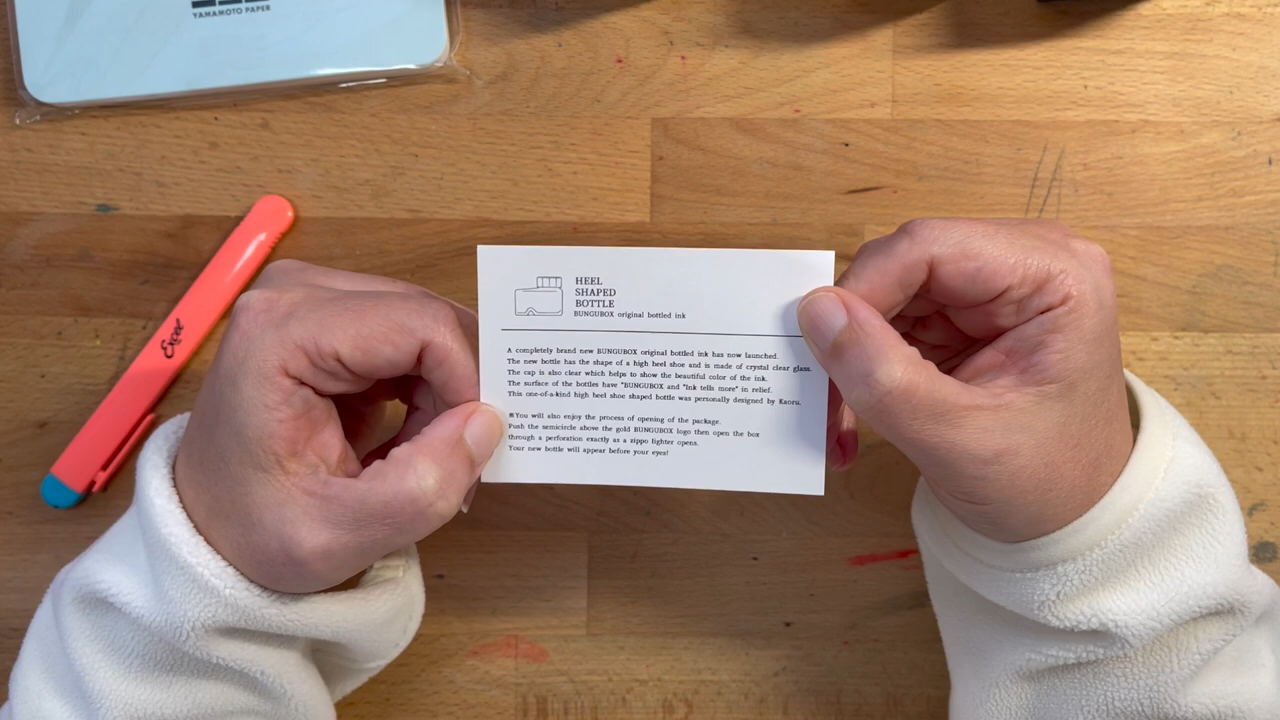 YAMAMOTO PAPER
Excel
HEEL
SHAPED
BOTTLE
BUNGUBOX original bottled ink
A completely brand new BUNGUBOX original bottled ink has now launched.
The new bottle has the shape of a high heel shoe and is made of crystal clear glass.
The cap is also clear which helps to show the beautiful color of the ink.
The surface of the bottles have "BUNGUBOX and "Ink tells more" in relief.
This one-of-a-kind high heel shoe shaped bottle was personally designed by Kaoru.
※You will also enjoy the process of opening of the package.
Push the semicircle above the gold BUNGUBOX logo then open the box
through a perforation exactly as a zippo lighter opens.
Your new bottle will appear before your eyes!